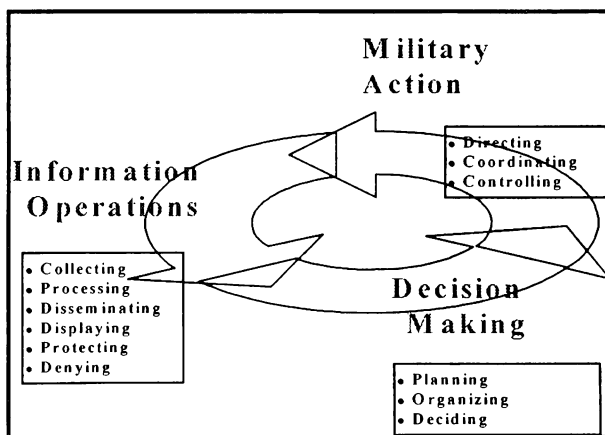 Military
Action
• Directing
• Coordinating
• Controlling
Information
Operations
• Collecting
• Processing
• Disseminating
• Displaying
• Protecting
• Denying
Decision
Making
• Planning
• Organizing
• Deciding